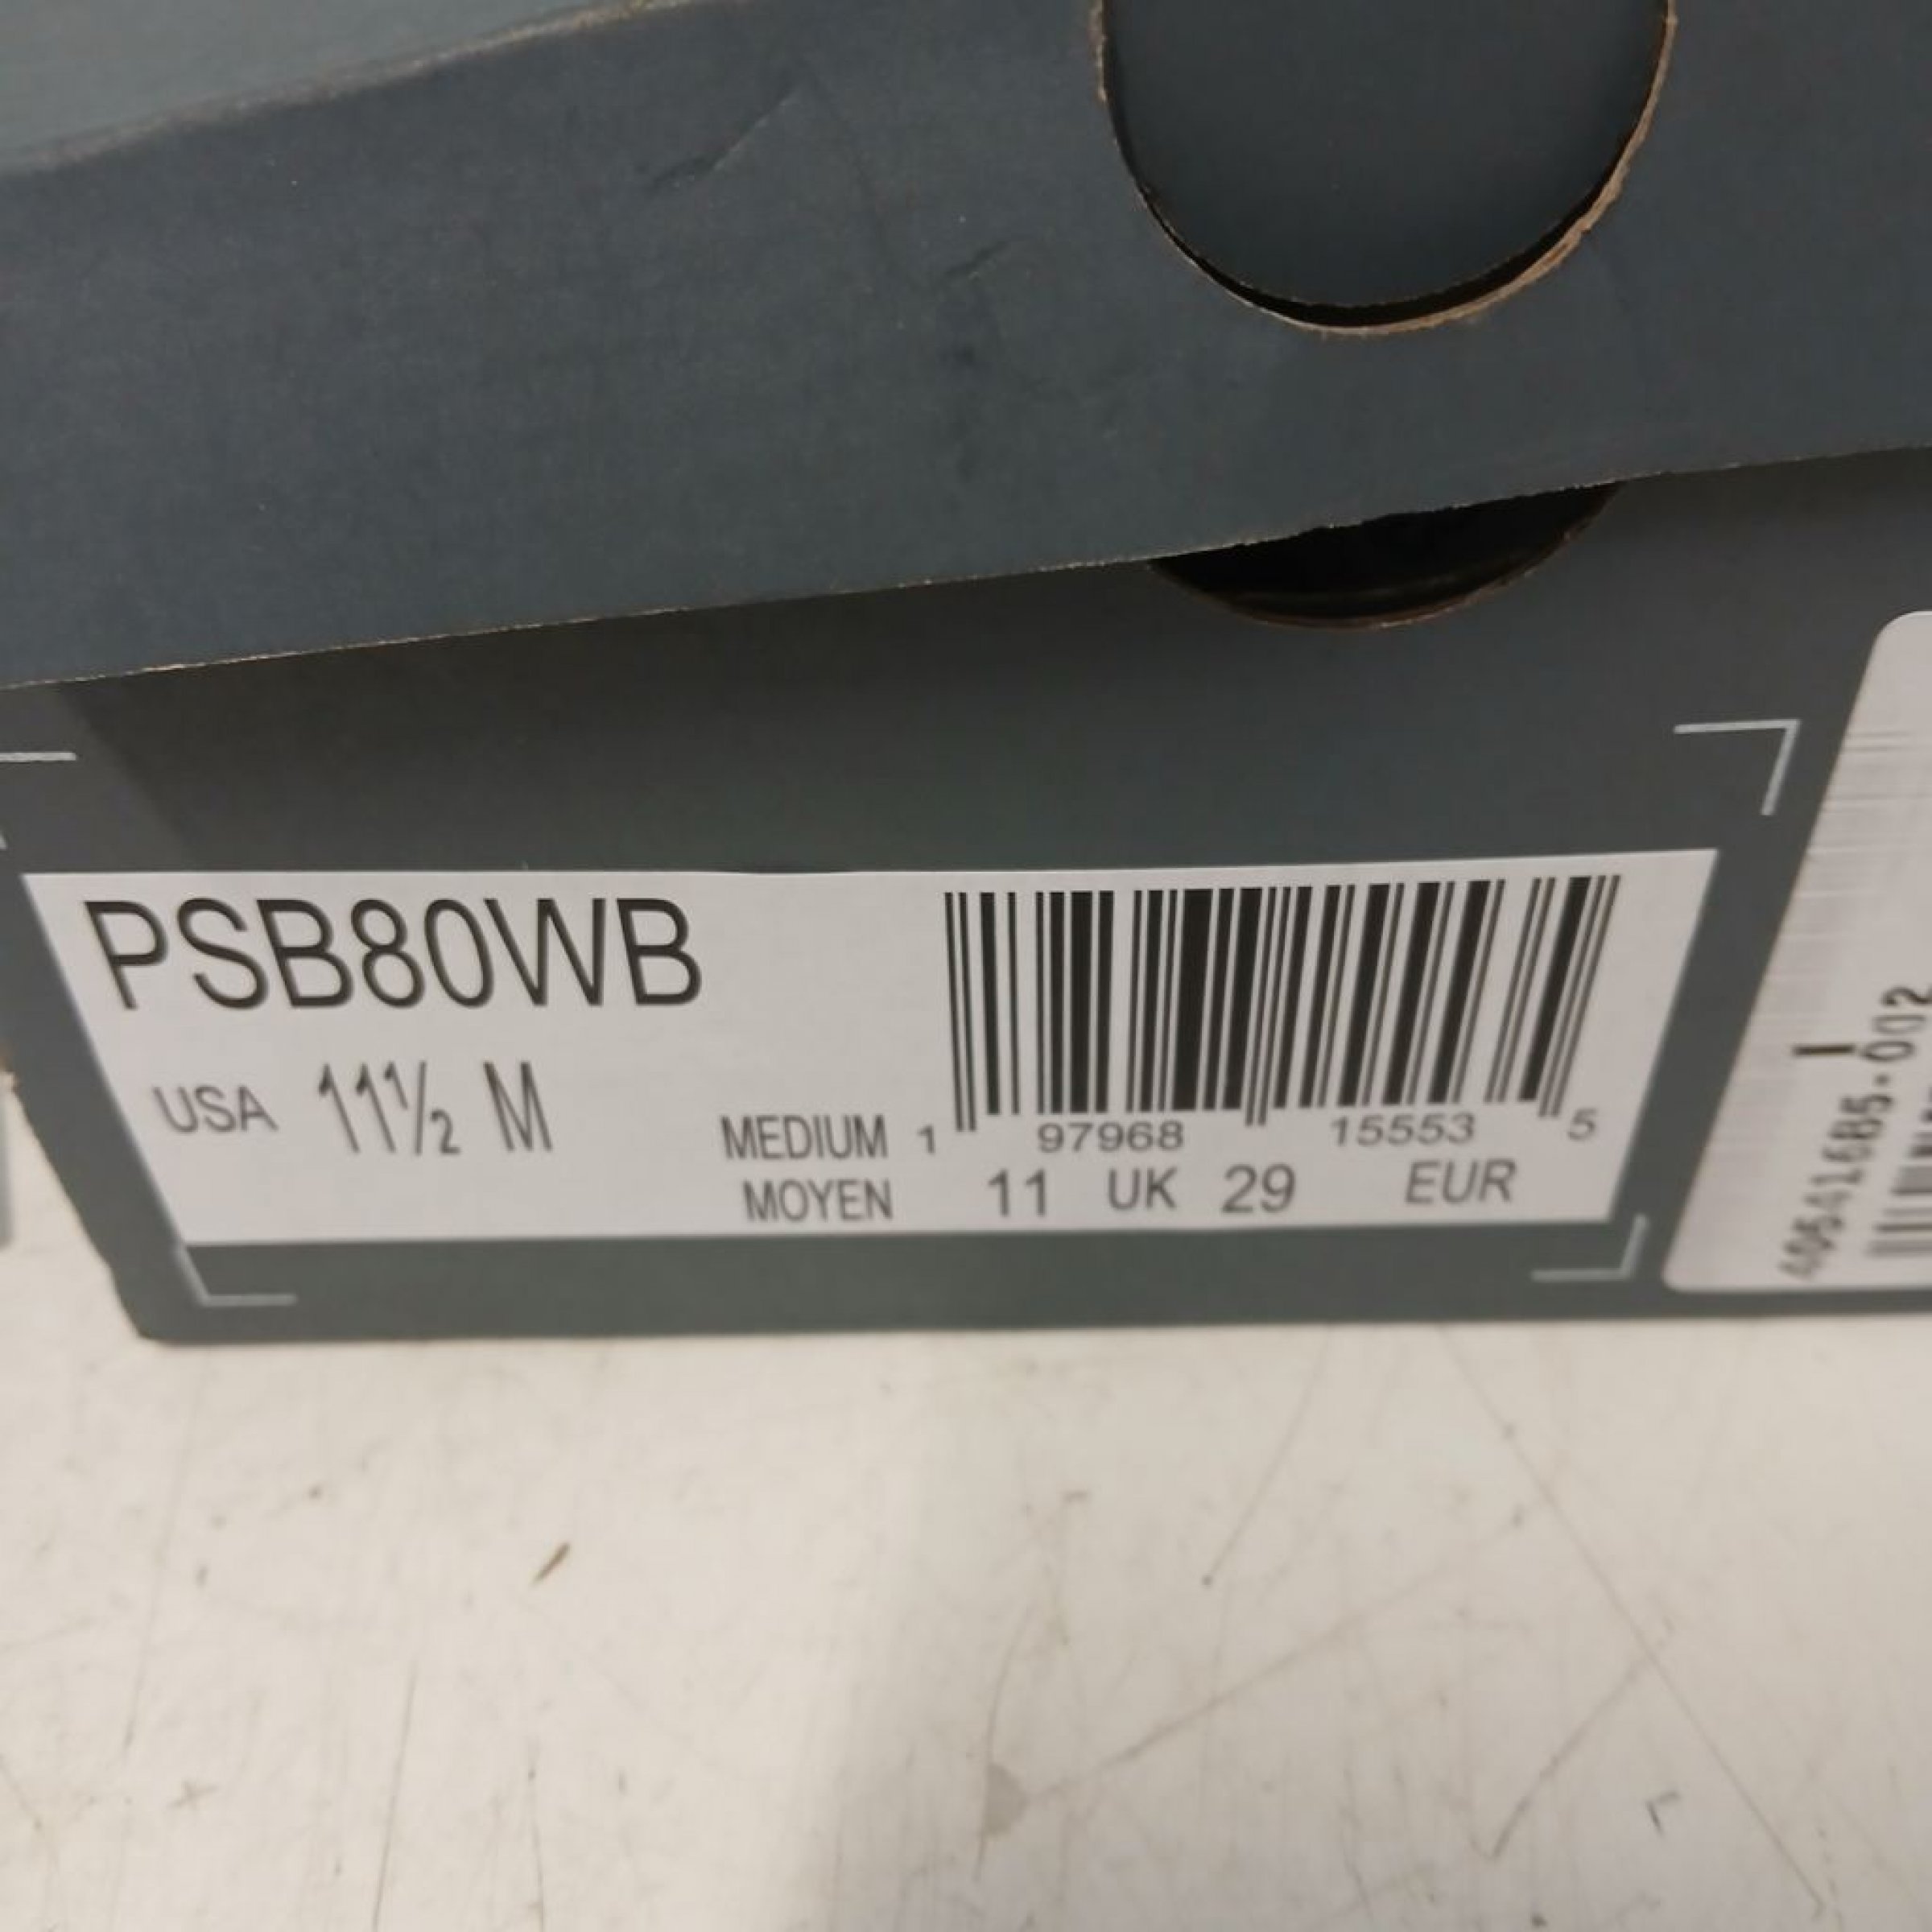 PSB80WB
USA 11½ M
MEDIUM
MOYEN
1 97968 15553 5
11 UK 29 EUR